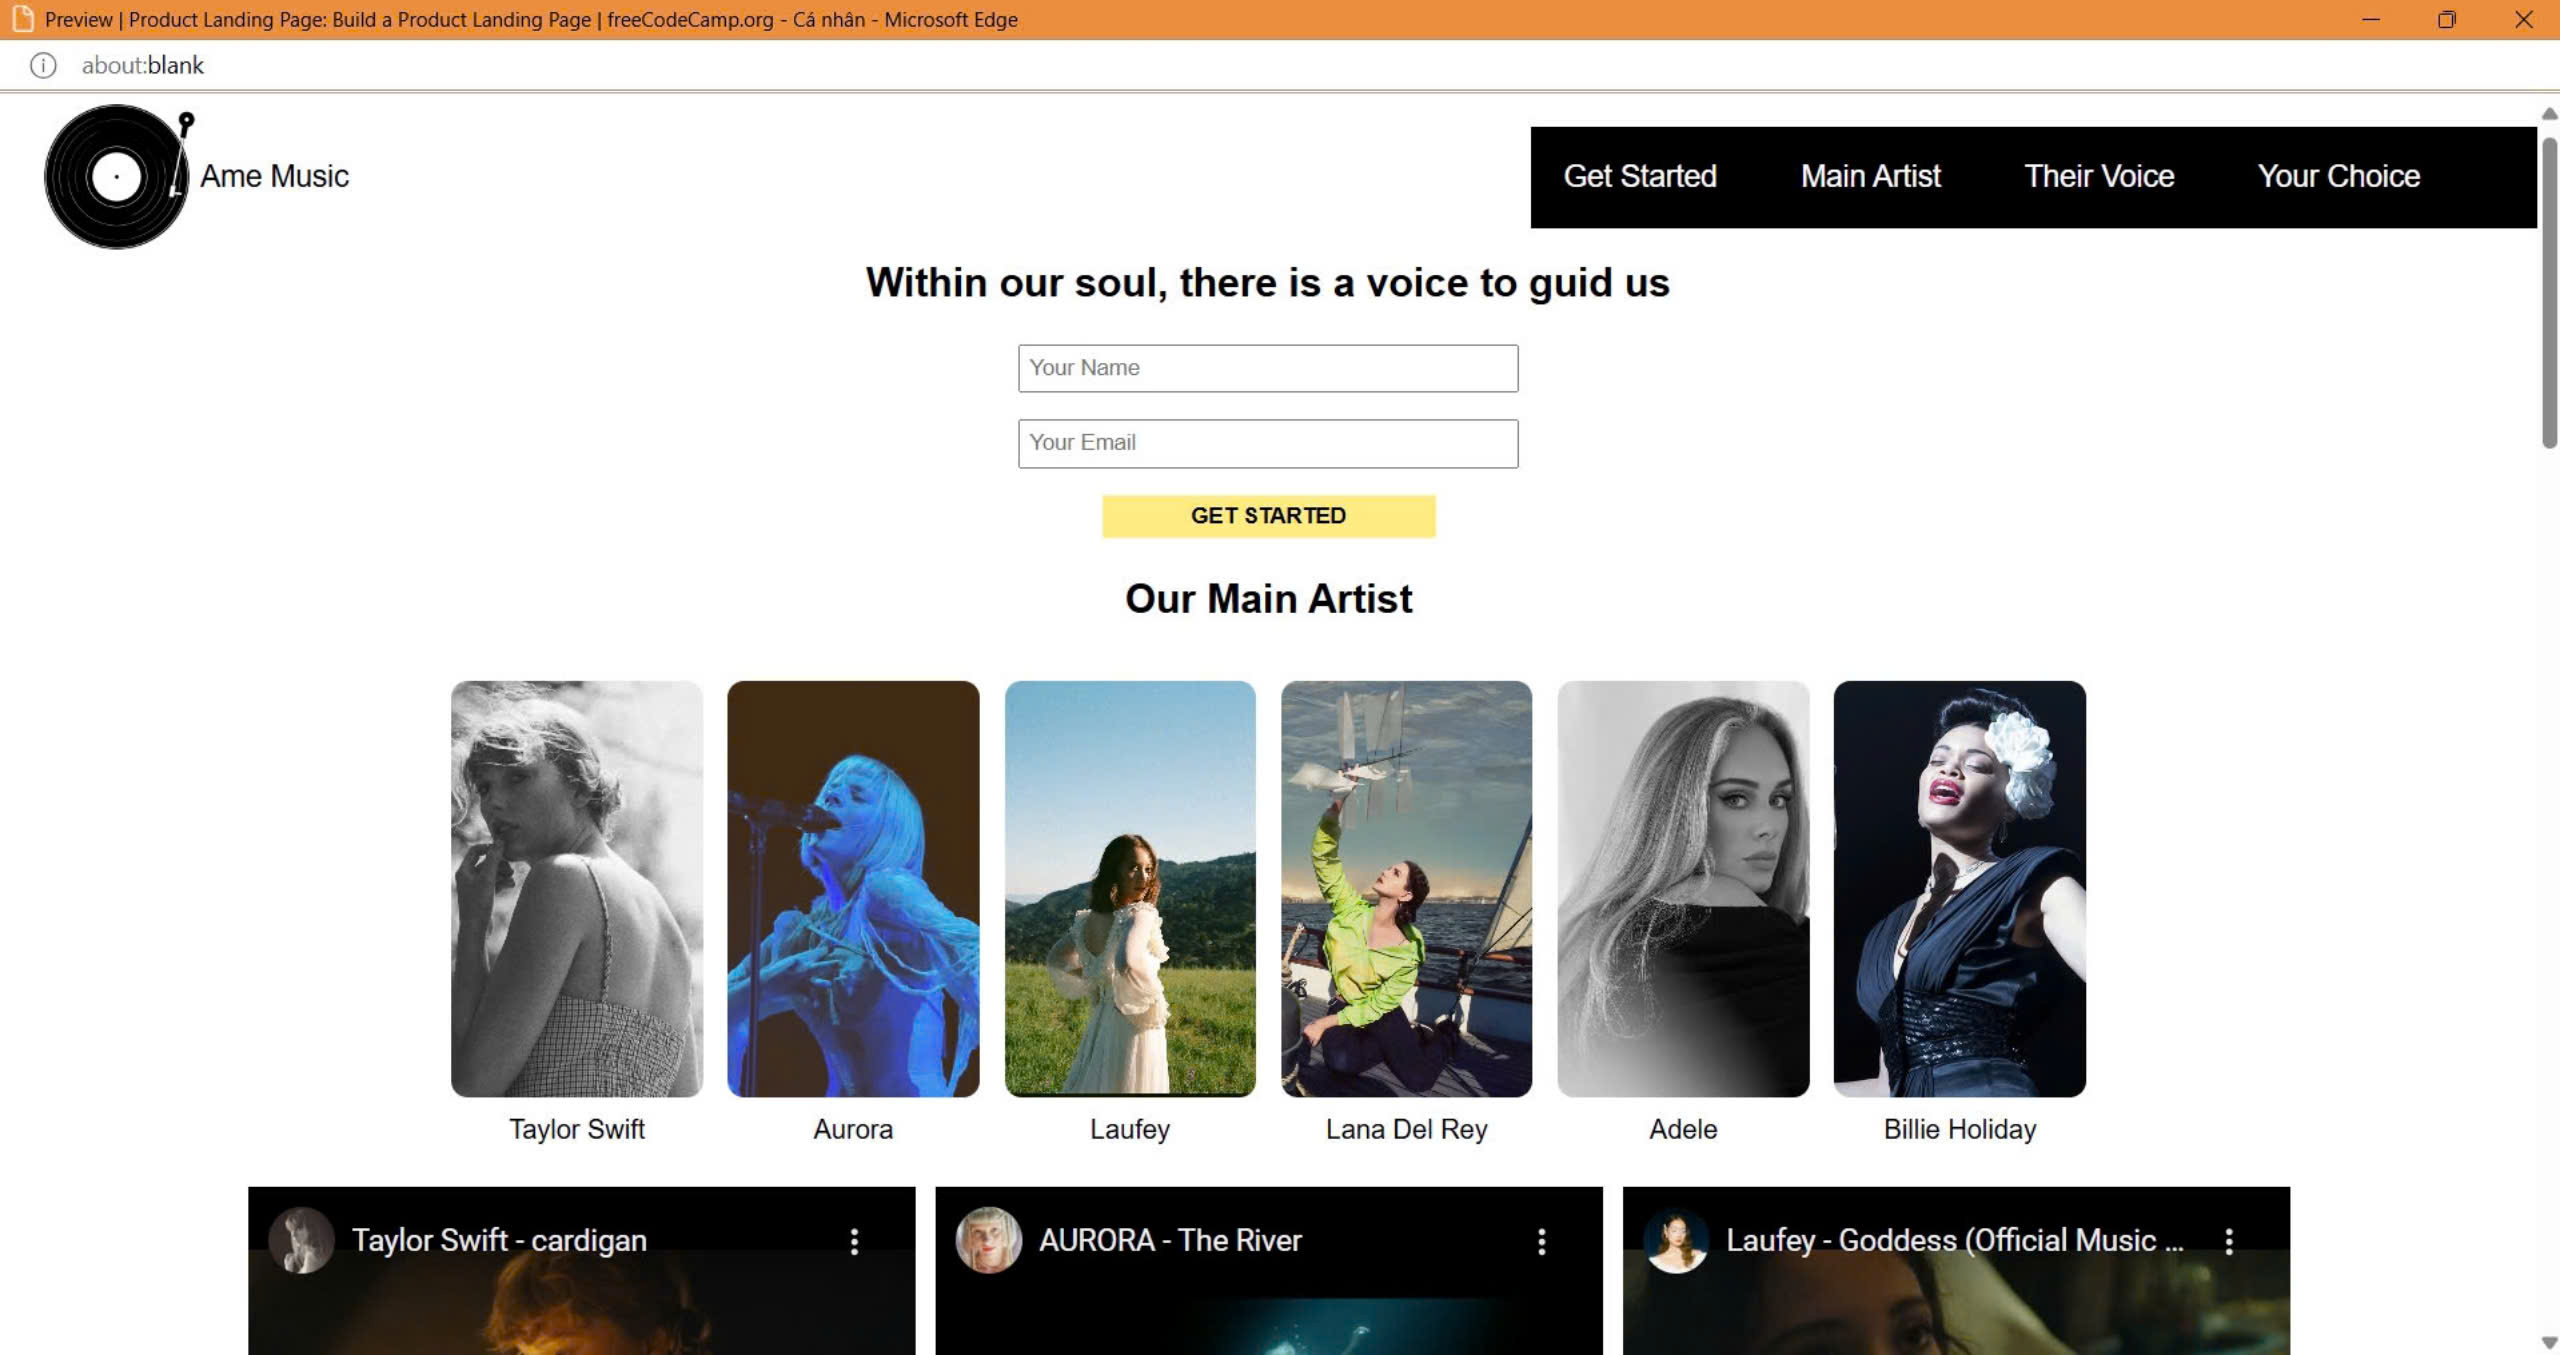 Preview | Product Landing Page: Build a Product Landing Page | freeCodeCamp.org - Cá nhân - Microsoft Edge
about:blank
Ame Music
Get Started
Main Artist
Their Voice
Your Choice
Within our soul, there is a voice to guid us
Your Name
Your Email
GET STARTED
Our Main Artist
Taylor Swift
Aurora
Laufey
Lana Del Rey
Adele
Billie Holiday
Taylor Swift - cardigan
AURORA - The River
Laufey - Goddess (Official Music ...